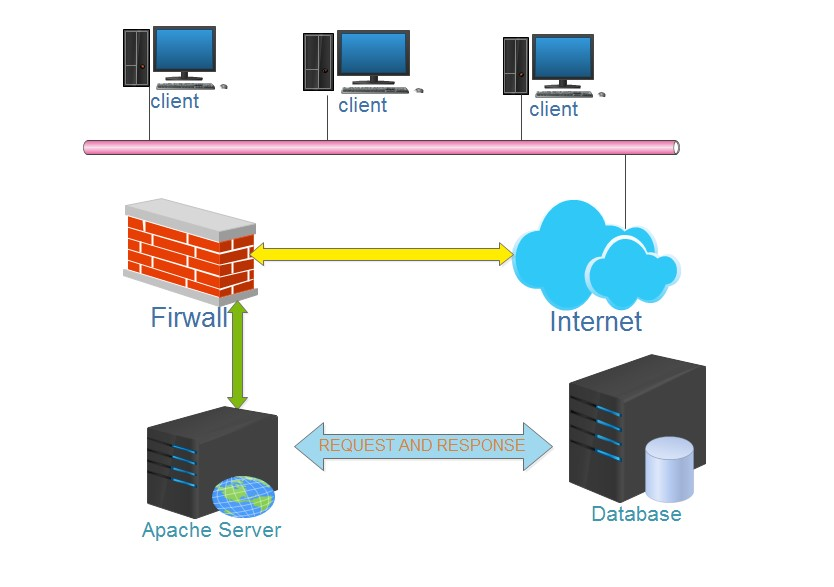 client
client
client
Firwall
Internet
REQUEST AND RESPONSE
Apache Server
Database